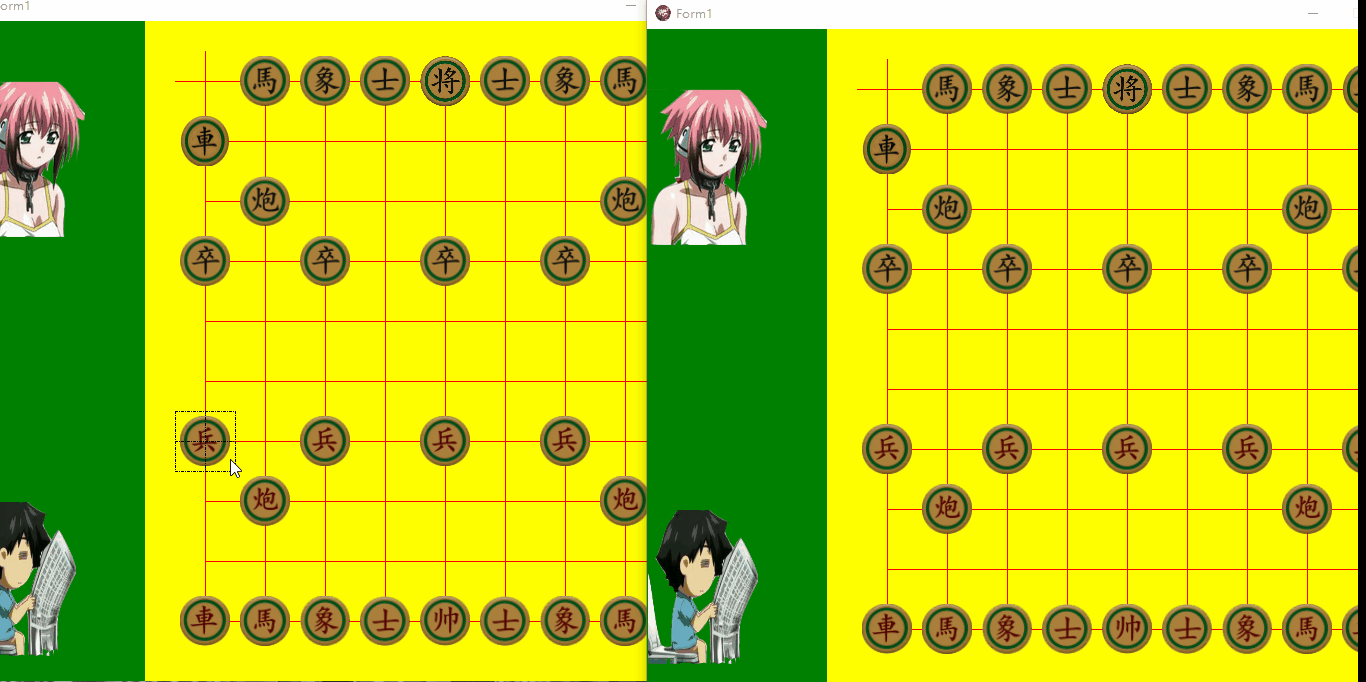 Form1
馬 象 士 将 士 象 馬
車
炮 炮
卒 卒 卒 卒
兵 兵 兵 兵
炮 炮
車 馬 象 士 帅 士 象 馬
Form1
馬 象 士 将 士 象 馬
車
炮 炮
卒 卒 卒 卒
兵 兵 兵 兵
炮 炮
車 馬 象 士 帅 士 象 馬